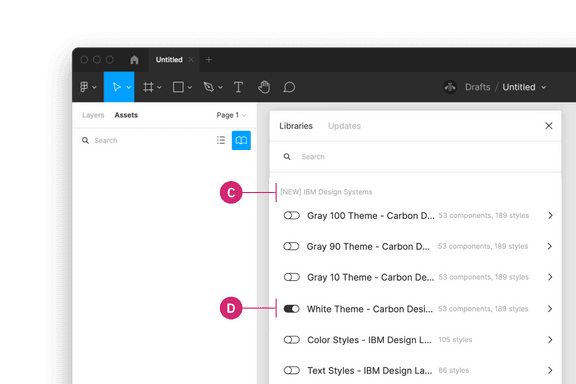 Untitled
Drafts / Untitled
Layers Assets Page 1
Search
Libraries Updates
Search
C
[NEW] IBM Design Systems
Gray 100 Theme - Carbon D... 53 components, 189 styles
Gray 90 Theme - Carbon D... 53 components, 189 styles
Gray 10 Theme - Carbon De... 53 components, 189 styles
D
White Theme - Carbon Desi... 53 components, 189 styles
Color Styles - IBM Design L... 105 styles
Text Styles - IBM Design La... 86 styles